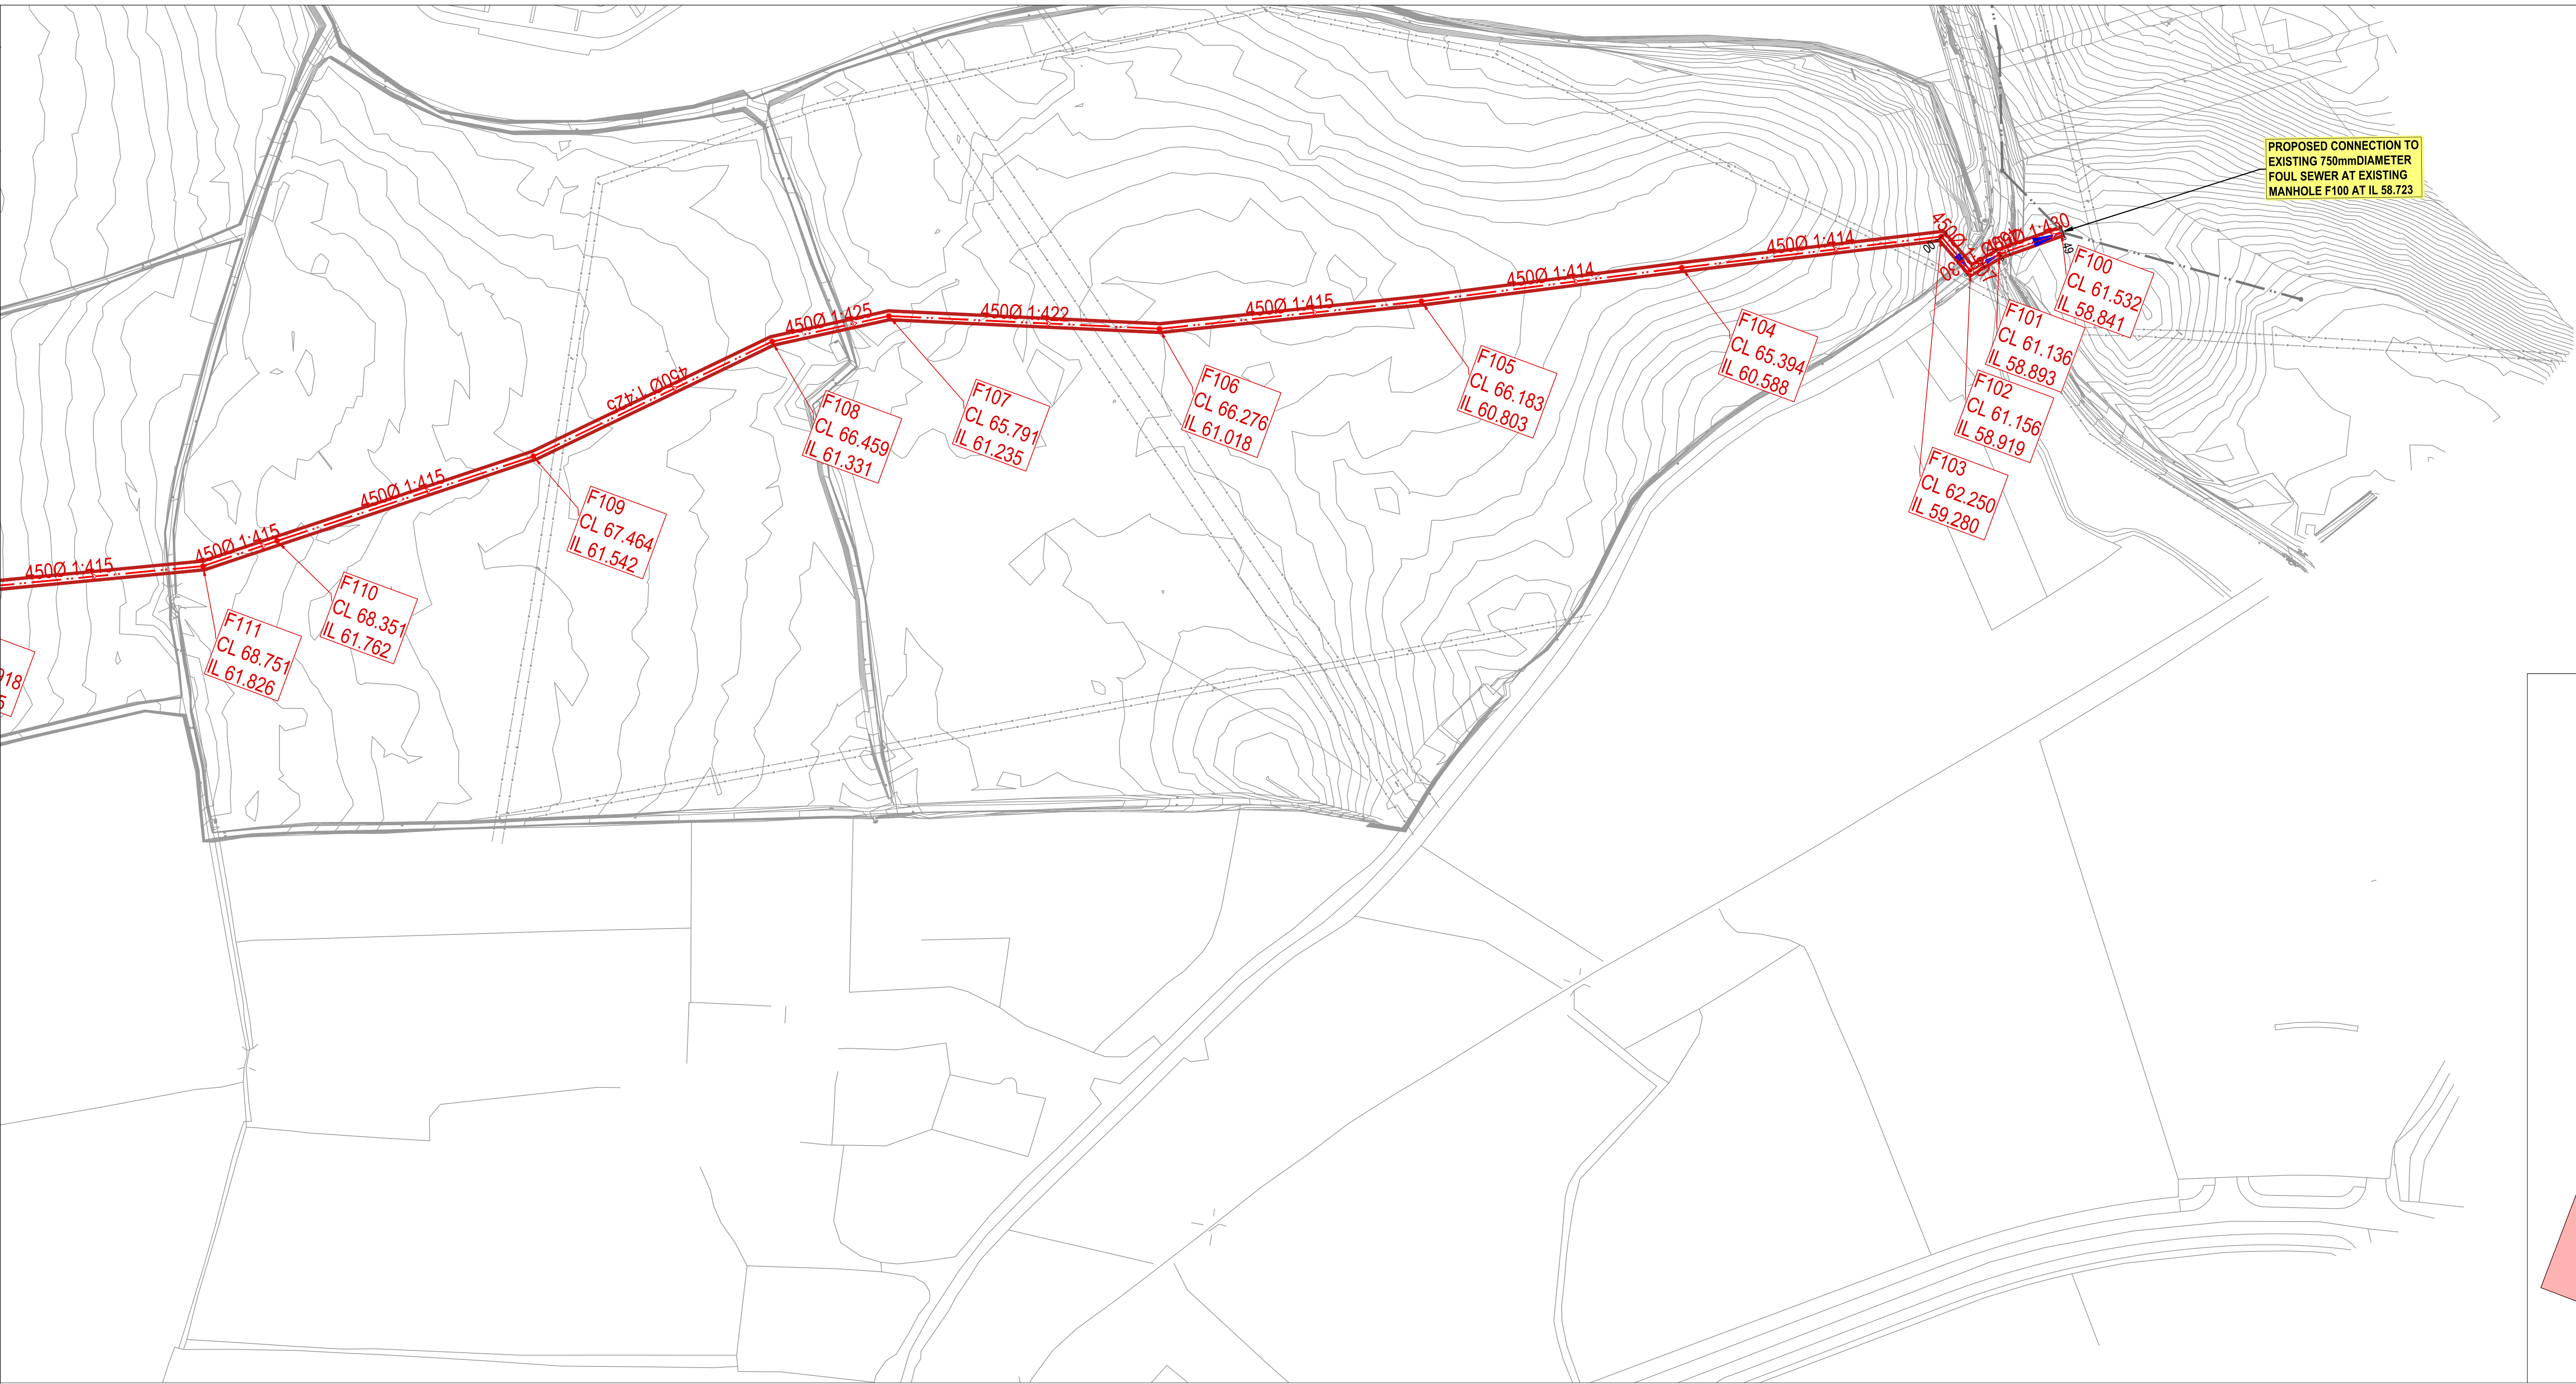 PROPOSED CONNECTION TO
EXISTING 750mmDIAMETER
FOUL SEWER AT EXISTING
MANHOLE F100 AT IL 58.723
450Ø 1:430
F100
CL 61.532
IL 58.841
F101
CL 61.136
IL 58.893
F102
CL 61.156
IL 58.919
F103
CL 62.250
IL 59.280
450Ø 1:414
F104
CL 65.394
IL 60.588
450Ø 1:414
F105
CL 66.183
IL 60.803
450Ø 1:415
F106
CL 66.276
IL 61.018
450Ø 1:422
F107
CL 65.791
IL 61.235
450Ø 1:425
F108
CL 66.459
IL 61.331
450Ø 1:425
F109
CL 67.464
IL 61.542
450Ø 1:415
F110
CL 68.351
IL 61.762
450Ø 1:415
F111
CL 68.751
IL 61.826
450Ø 1:415
918
5